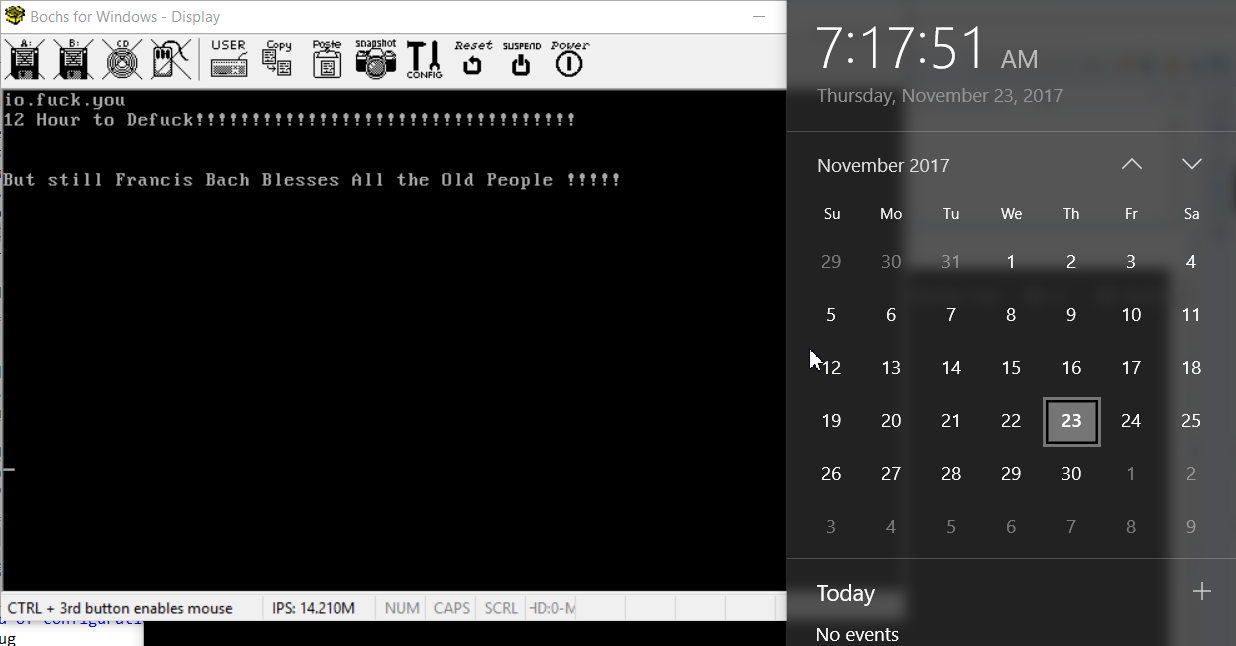 Bochs for Windows - Display
A: B: CD USER Copy Paste snapshot CONFIG Reset SUSPEND Power
io.fuck.you
12 Hour to Defuck!!!!!!!!!!!!!!!!!!!!!!!!!!!!!!!!!!
But still Francis Bach Blesses All the Old People !!!!!
CTRL + 3rd button enables mouse IPS: 14.210M NUM CAPS SCRL HD:0-M
ug
7:17:51 AM
Thursday, November 23, 2017
November 2017
Su Mo Tu We Th Fr Sa
29 30 31 1 2 3 4
5 6 7 8 9 10 11
12 13 14 15 16 17 18
19 20 21 22 23 24 25
26 27 28 29 30 1 2
3 4 5 6 7 8 9
Today
No events